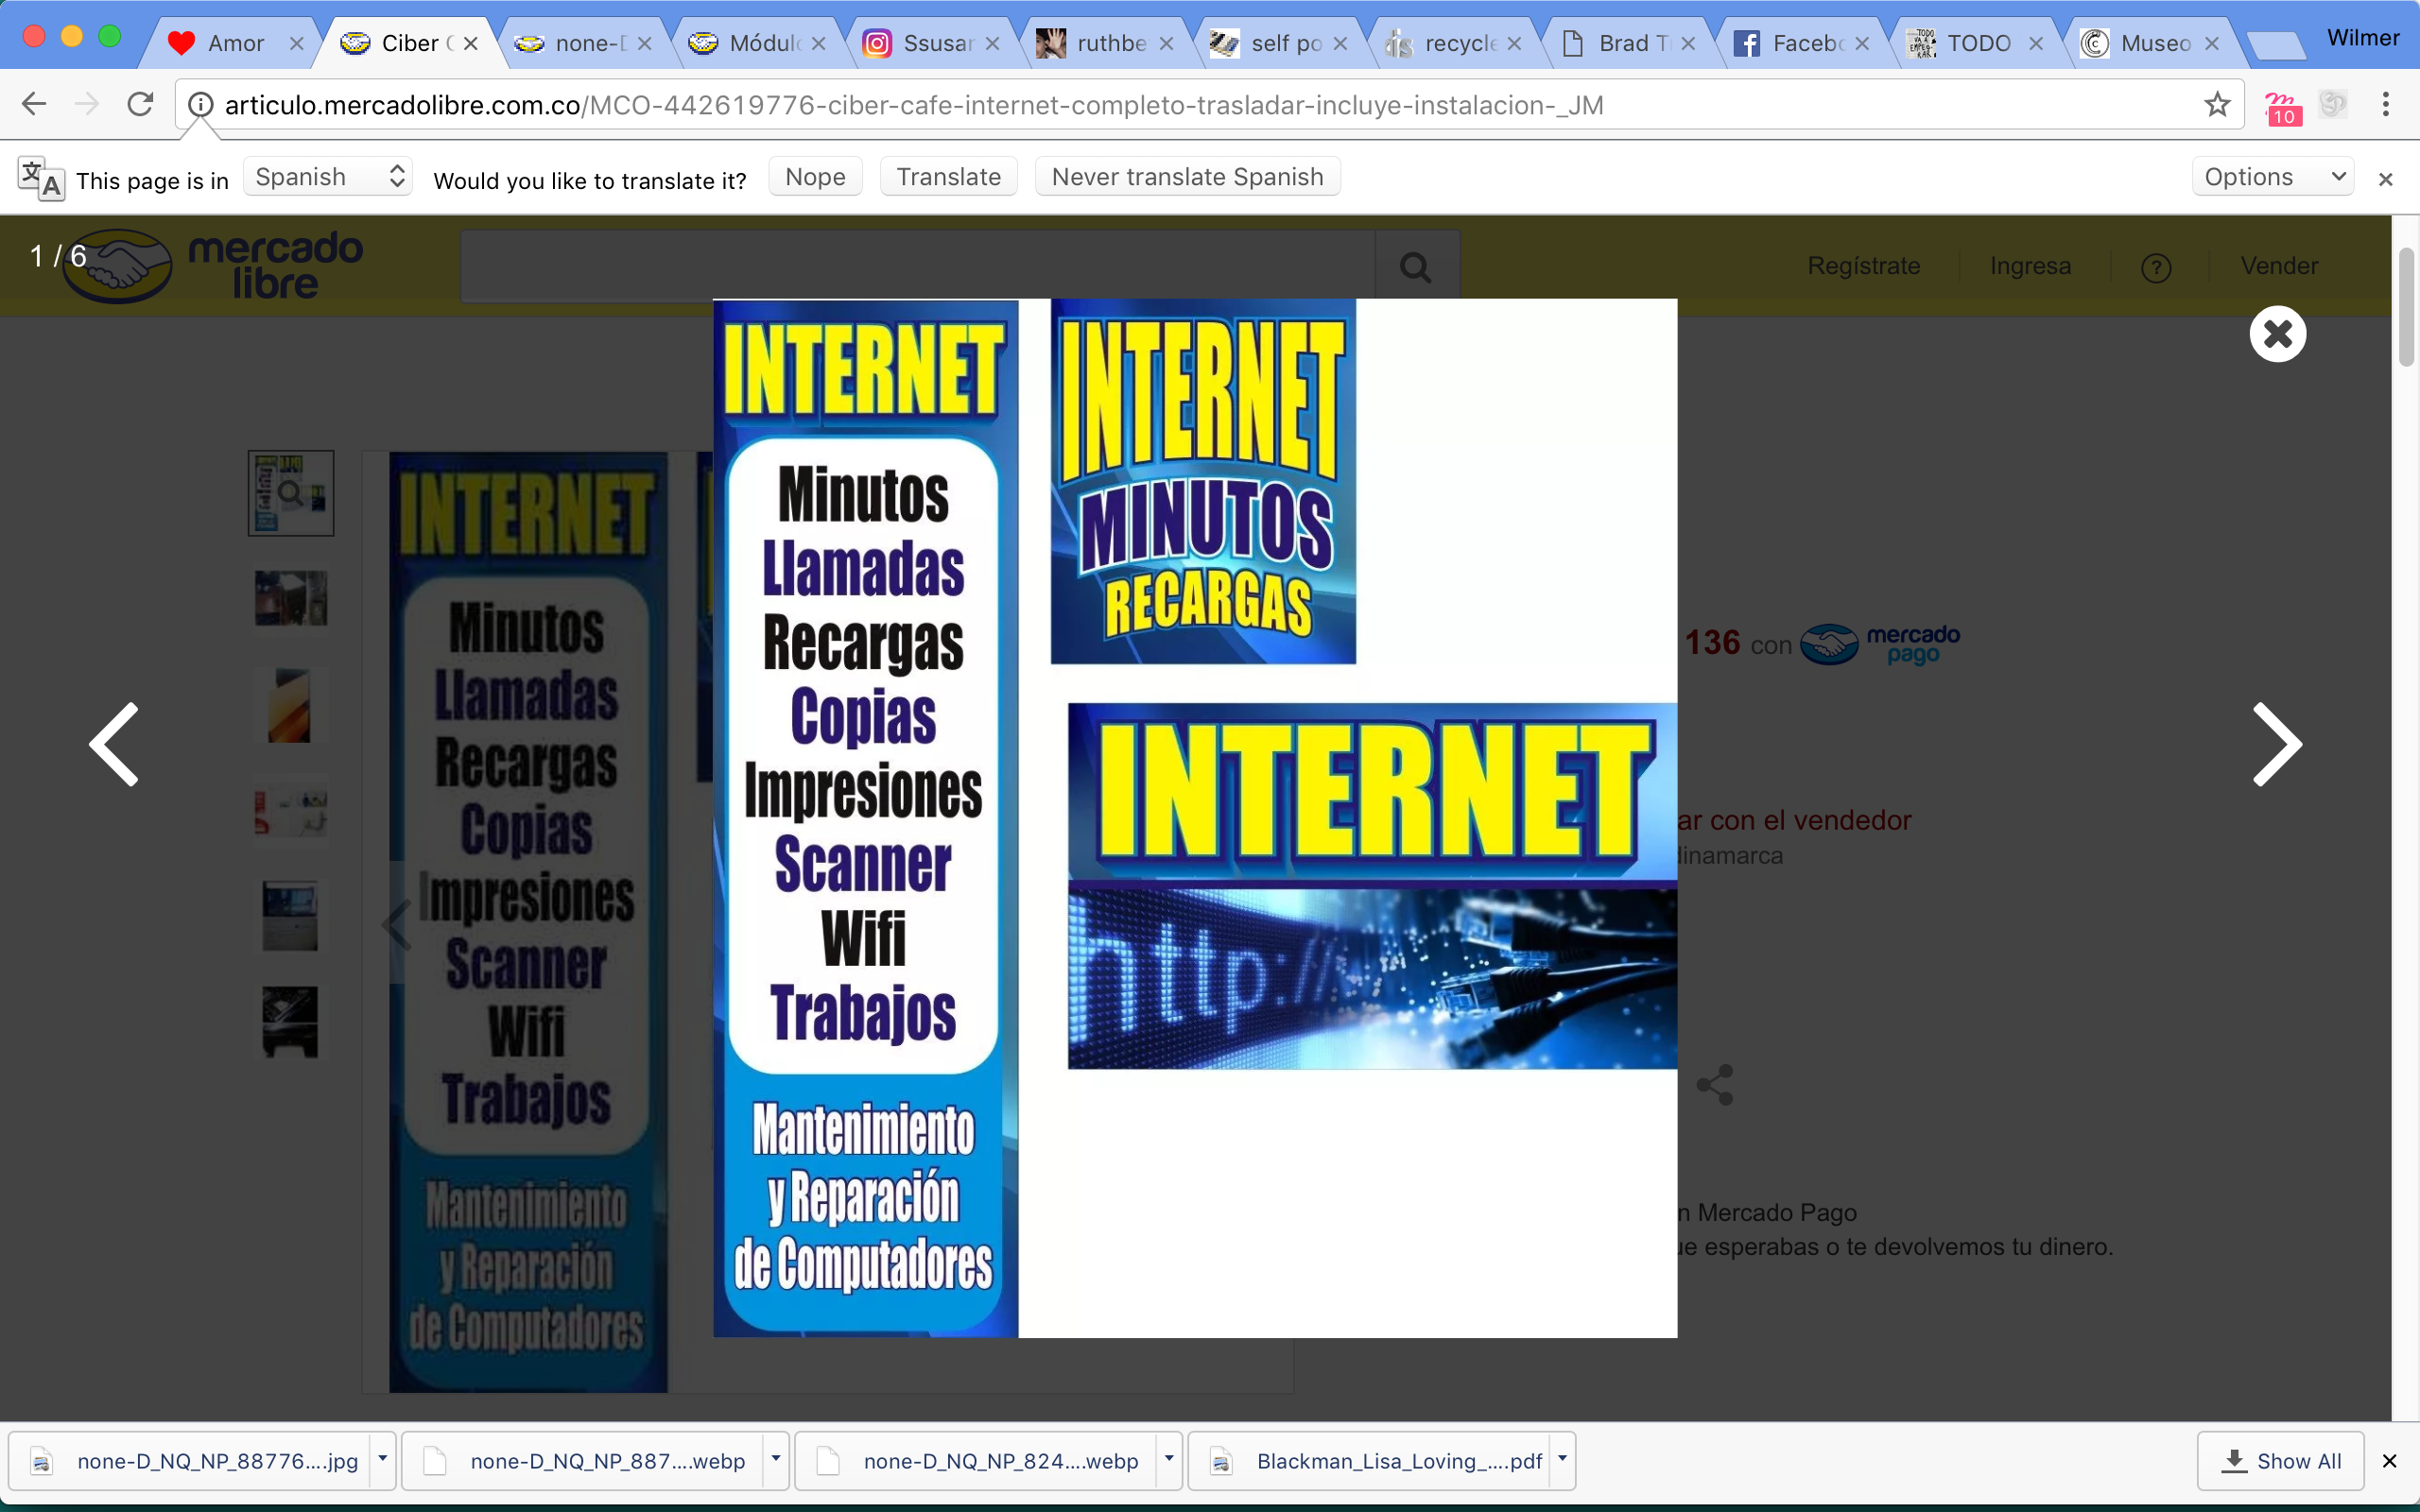 Amor
Ciber
none-
Módul
Ssusar
ruthbe
self po
recycle
Brad T
Facebo
TODO
Museo
Wilmer
articulo.mercadolibre.com.co/MCO-442619776-ciber-cafe-internet-completo-trasladar-incluye-instalacion-_JM
10
This page is in
Spanish
Would you like to translate it?
Nope
Translate
Never translate Spanish
Options
1 / 6
mercado
libre
Regístrate
Ingresa
?
Vender
INTERNET
Minutos
Llamadas
Recargas
Copias
Impresiones
Scanner
Wifi
Trabajos
Mantenimiento
y Reparación
de Computadores
INTERNET
Minutos
Llamadas
Recargas
Copias
Impresiones
Scanner
Wifi
Trabajos
Mantenimiento
y Reparación
de Computadores
INTERNET
MINUTOS
RECARGAS
INTERNET
http://
136 con mercado
pago
ar con el vendedor
dinamarca
n Mercado Pago
ue esperabas o te devolvemos tu dinero.
none-D_NQ_NP_88776....jpg
none-D_NQ_NP_887....webp
none-D_NQ_NP_824....webp
Blackman_Lisa_Loving_....pdf
Show All